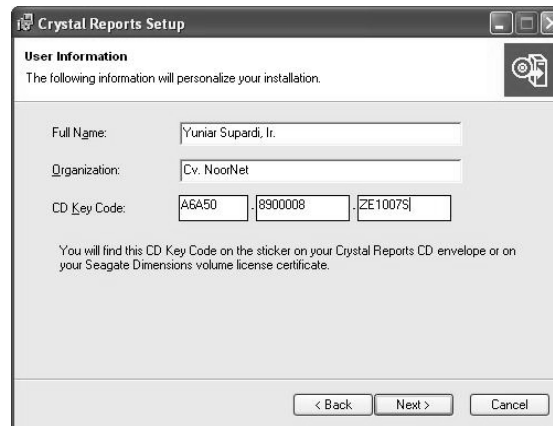 Crystal Reports Setup
User Information
The following information will personalize your installation.
Full Name: Yuniar Supardi, Ir.
Organization: Cv. NoorNet
CD Key Code: A6A50 . 8900008 . ZE1007S
You will find this CD Key Code on the sticker on your Crystal Reports CD envelope or on
your Seagate Dimensions volume license certificate.
< Back Next > Cancel